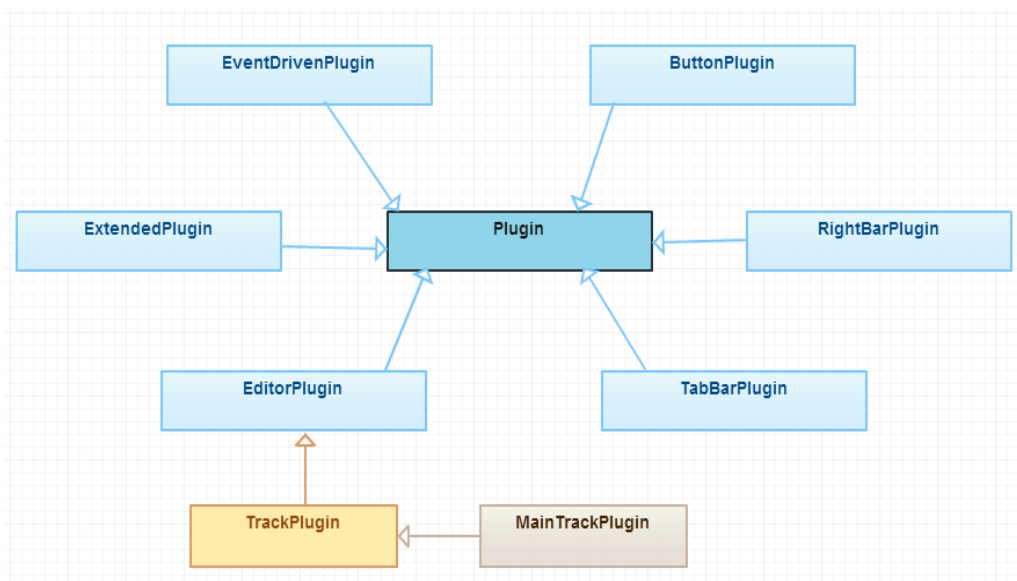 EventDrivenPlugin
ButtonPlugin
ExtendedPlugin
Plugin
RightBarPlugin
EditorPlugin
TabBarPlugin
TrackPlugin
MainTrackPlugin